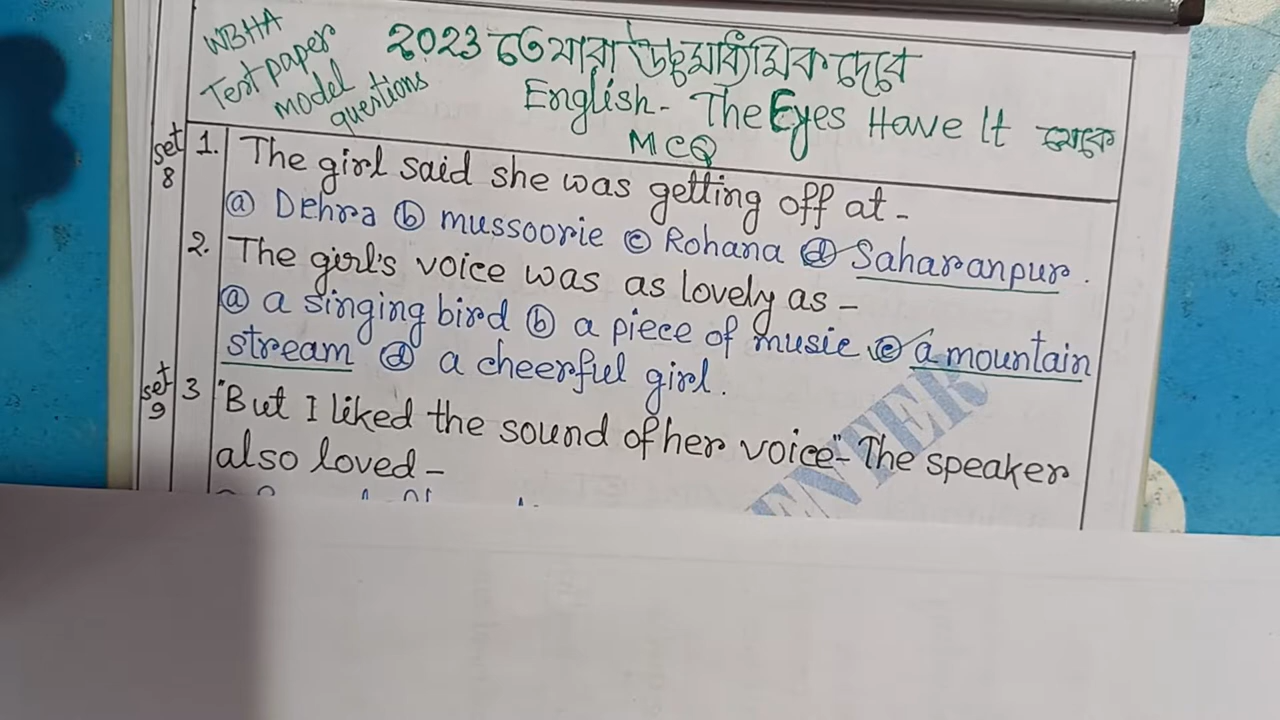 WBHA
Test paper
model
questions
2023 তে যারা উচ্চমাধ্যমিক দেবে
English - The Eyes Have It থেকে
MCQ
set 8
1. The girl said she was getting off at -
ⓐ Dehra ⓑ mussoorie ⓒ Rohana ⓓ Saharanpur.
2. The girl's voice was as lovely as -
ⓐ a singing bird ⓑ a piece of music ⓒ a mountain
stream ⓓ a cheerful girl.
set 9
3 "But I liked the sound of her voice" - The speaker
also loved -
ENTER